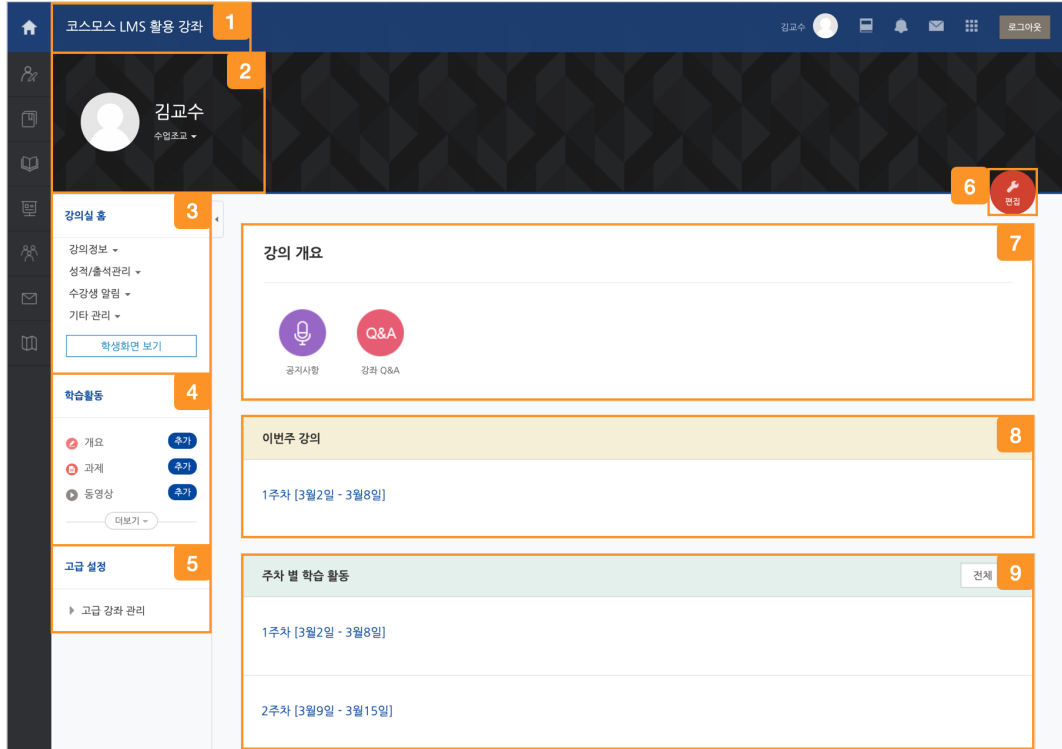 코스모스 LMS 활용 강좌
1
김교수
로그아웃
2
김교수
수업조교
3
강의실 홈
강의정보
성적/출석관리
수강생 알림
기타 관리
학생화면 보기
4
학습활동
개요 추가
과제 추가
동영상 추가
더보기
5
고급 설정
고급 강좌 관리
6
편집
7
강의 개요
Q&A
공지사항 강좌 Q&A
8
이번주 강의
1주차 [3월2일 - 3월8일]
9
주차 별 학습 활동 전체
1주차 [3월2일 - 3월8일]
2주차 [3월9일 - 3월15일]